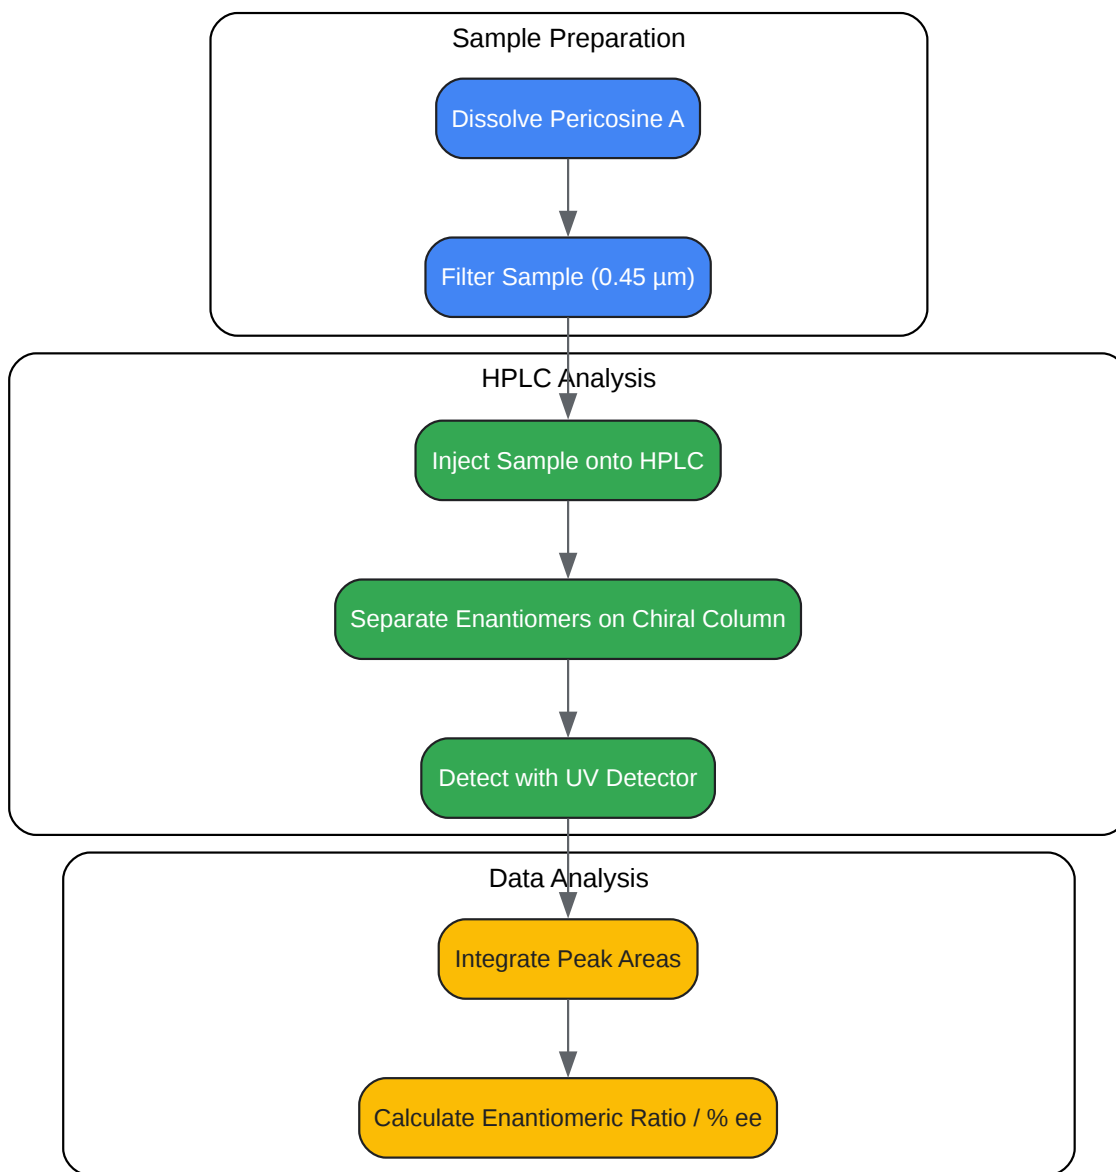 Sample Preparation
Dissolve Pericosine A
Filter Sample (0.45 µm)
HPLC Analysis
Inject Sample onto HPLC
Separate Enantiomers on Chiral Column
Detect with UV Detector
Data Analysis
Integrate Peak Areas
Calculate Enantiomeric Ratio / % ee